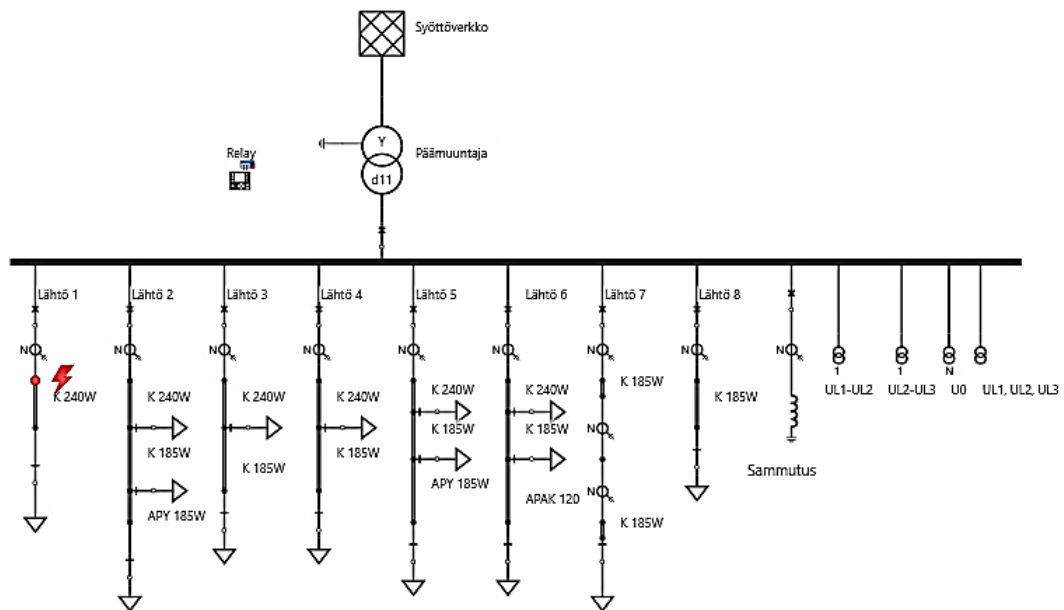 Syöttöverkko
Y
Päämuuntaja
d11
Relay
Lähtö 1
Lähtö 2
Lähtö 3
Lähtö 4
Lähtö 5
Lähtö 6
Lähtö 7
Lähtö 8
N
N
N
N
N
N
N
N
1
1
N
UL1-UL2
UL2-UL3
U0
UL1, UL2, UL3
K 240W
K 240W
K 240W
K 240W
K 240W
K 240W
K 185W
K 185W
K 185W
K 185W
K 185W
K 185W
K 185W
N
APY 185W
APY 185W
APAK 120
N
K 185W
Sammutus